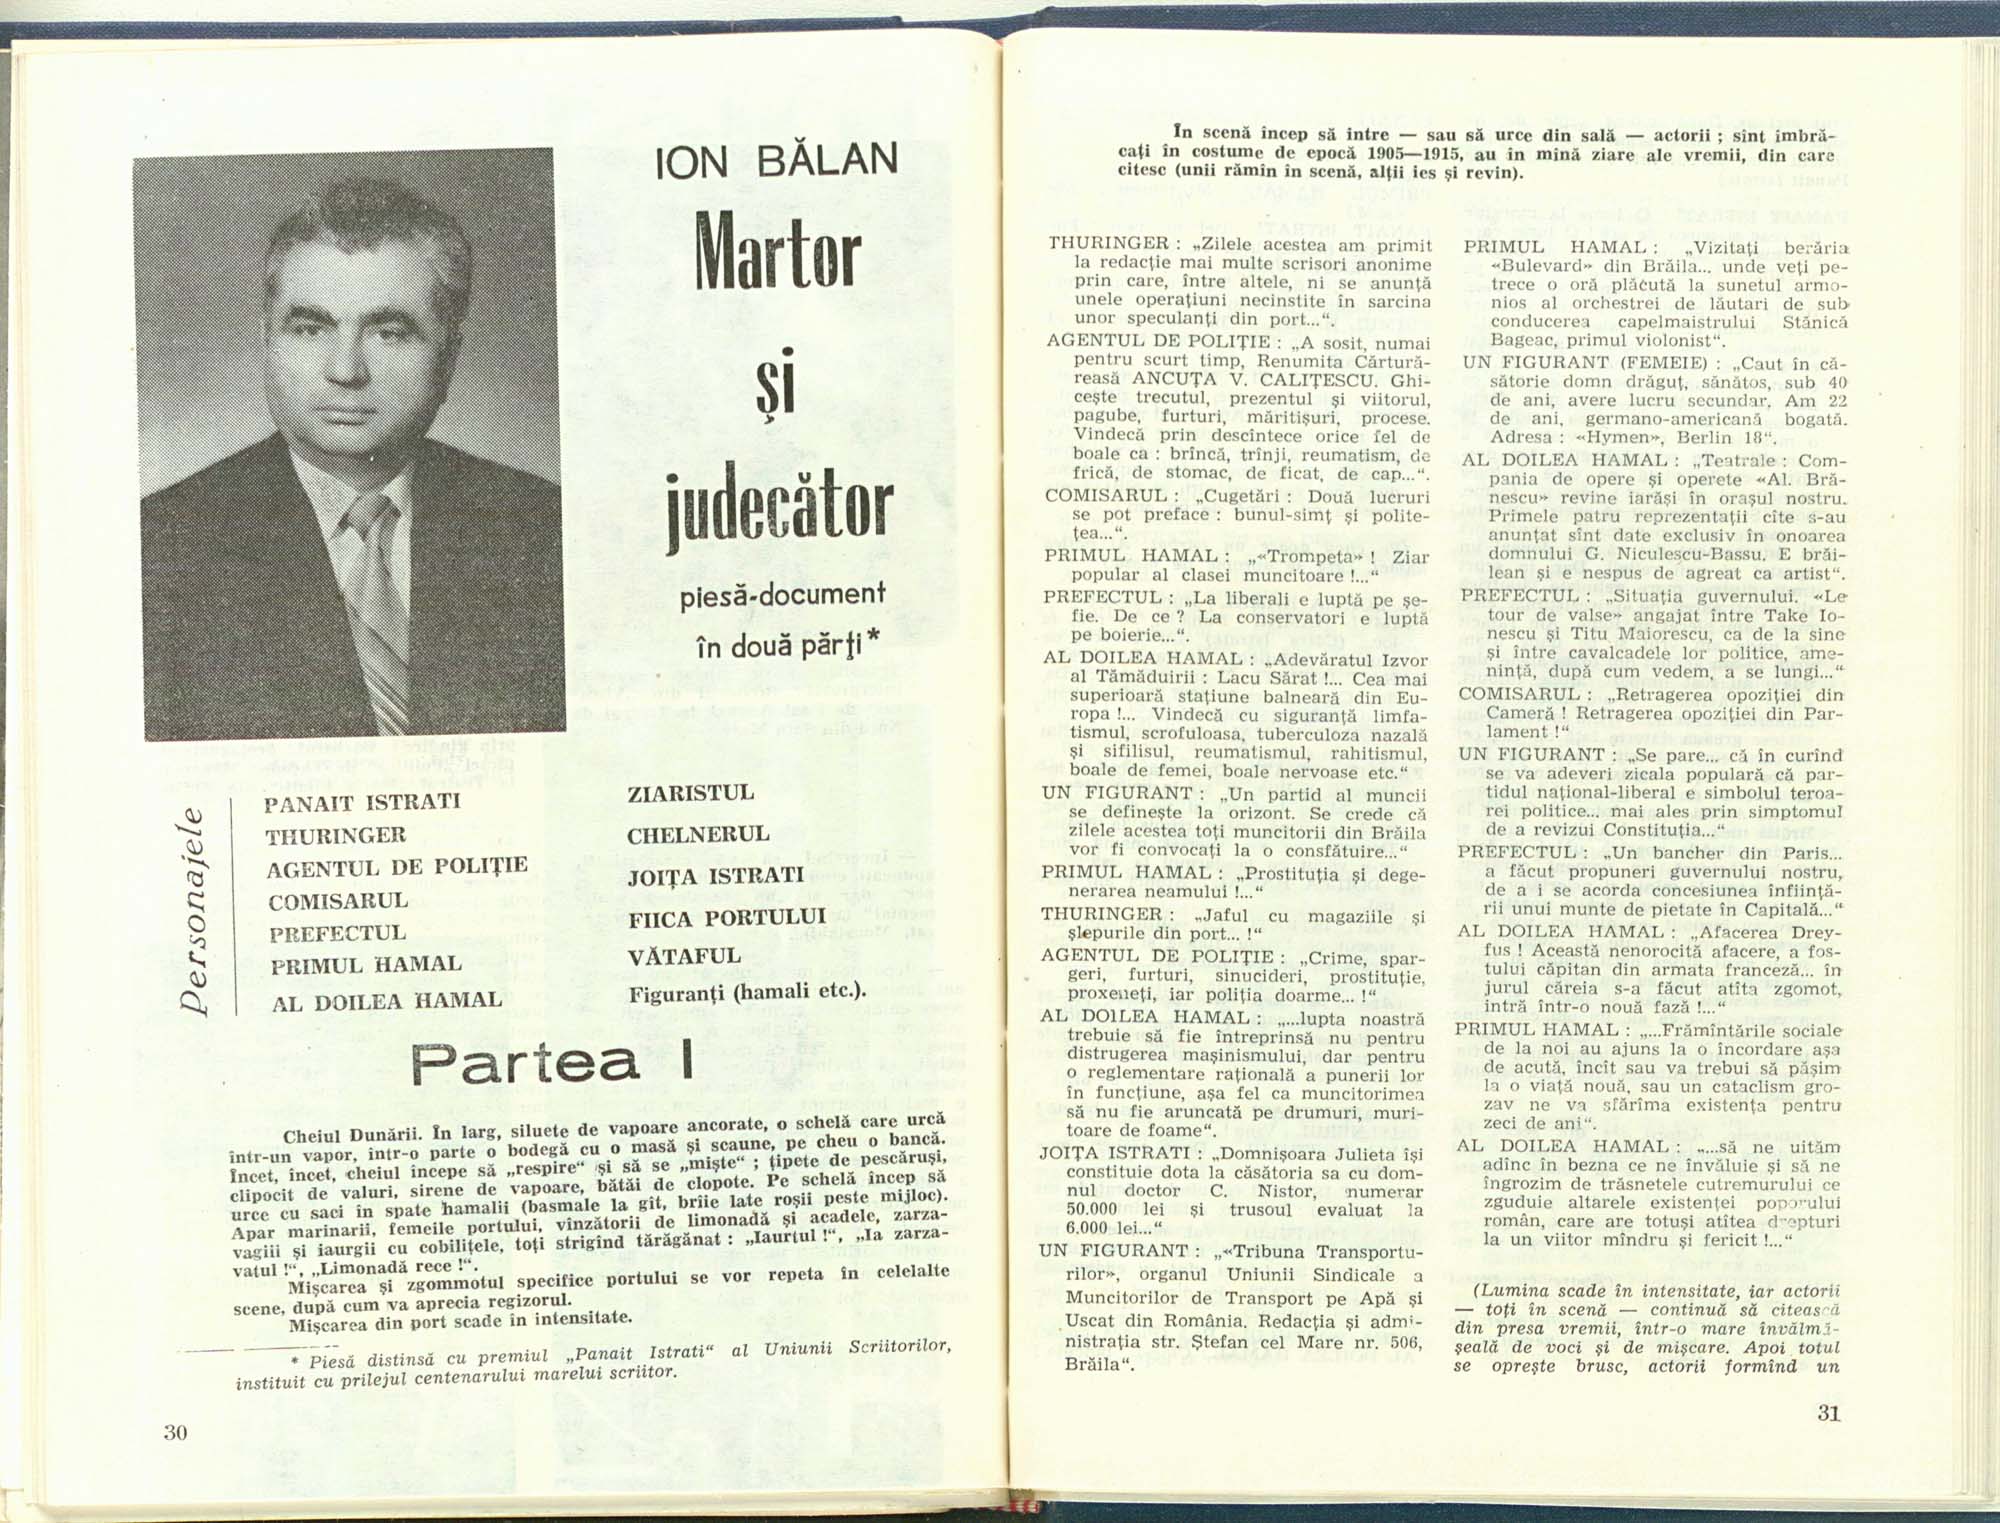 ION BĂLAN
Martor
și
judecător
piesă-document
în două părți*
Personajele
PANAIT ISTRATI
THURINGER
AGENTUL DE POLIȚIE
COMISARUL
PREFECTUL
PRIMUL HAMAL
AL DOILEA HAMAL
ZIARISTUL
CHELNERUL
JOIȚA ISTRATI
FIICA PORTULUI
VĂTAFUL
Figuranți (hamali etc.).
Partea I
Cheiul Dunării. În larg, siluete de vapoare ancorate, o schelă care urcă
într-un vapor, într-o parte o bodegă cu o masă și scaune, pe cheu o bancă.
Încet, încet, cheiul începe să „respire“ și să se „miște“ ; țipete de pescăruși,
clipocit de valuri, sirene de vapoare, bătăi de clopote. Pe schelă încep să
urce cu saci în spate hamalii (basmale la gît, brîie late roșii peste mijloc).
Apar marinarii, femeile portului, vînzătorii de limonadă și acadele, zarza-
vagiii și iaurgii cu cobilițele, toți strigînd tărăgănat : „Iaurtul !“, „Ia zarza-
vatul !“, „Limonadă rece !“.
Mișcarea și zgommotul specifice portului se vor repeta în celelalte
scene, după cum va aprecia regizorul.
Mișcarea din port scade în intensitate.
* Piesă distinsă cu premiul „Panait Istrati“ al Uniunii Scriitorilor,
instituit cu prilejul centenarului marelui scriitor.
30
În scenă încep să intre — sau să urce din sală — actorii ; sînt îmbră-
cați în costume de epocă 1905—1915, au în mînă ziare ale vremii, din care
citesc (unii rămîn în scenă, alții ies și revin).
THURINGER : „Zilele acestea am primit
la redacție mai multe scrisori anonime
prin care, între altele, ni se anunță
unele operațiuni necinstite în sarcina
unor speculanți din port...“.
AGENTUL DE POLIȚIE : „A sosit, numai
pentru scurt timp, Renumita Cărtură-
reasă ANCUȚA V. CALIȚESCU. Ghi-
cește trecutul, prezentul și viitorul,
pagube, furturi, măritișuri, procese.
Vindecă prin descîntece orice fel de
boale ca : brîncă, trînji, reumatism, de
frică, de stomac, de ficat, de cap...“.
COMISARUL : „Cugetări : Două lucruri
se pot preface : bunul-simț și polite-
țea...“.
PRIMUL HAMAL : „«Trompeta» ! Ziar
popular al clasei muncitoare !...“
PREFECTUL : „La liberali e luptă pe șe-
fie. De ce ? La conservatori e luptă
pe boierie...“.
AL DOILEA HAMAL : „Adevăratul Izvor
al Tămăduirii : Lacu Sărat !... Cea mai
superioară stațiune balneară din Eu-
ropa !... Vindecă cu siguranță limfa-
tismul, scrofuloasa, tuberculoza nazală
și sifilisul, reumatismul, rahitismul,
boale de femei, boale nervoase etc.“
UN FIGURANT : „Un partid al muncii
se definește la orizont. Se crede că
zilele acestea toți muncitorii din Brăila
vor fi convocați la o consfătuire...“
PRIMUL HAMAL : „Prostituția și dege-
nerarea neamului !...“
THURINGER : „Jaful cu magaziile și
șlepurile din port... !“
AGENTUL DE POLIȚIE : „Crime, spar-
geri, furturi, sinucideri, prostituție,
proxeneți, iar poliția doarme... !“
AL DOILEA HAMAL : „...lupta noastră
trebuie să fie întreprinsă nu pentru
distrugerea mașinismului, dar pentru
o reglementare rațională a punerii lor
în funcțiune, așa fel ca muncitorimea
să nu fie aruncată pe drumuri, muri-
toare de foame“.
JOIȚA ISTRATI : „Domnișoara Julieta își
constituie dota la căsătoria sa cu dom-
nul doctor C. Nistor, numerar
50.000 lei și trusoul evaluat la
6.000 lei...“
UN FIGURANT : „«Tribuna Transportu-
rilor», organul Uniunii Sindicale a
Muncitorilor de Transport pe Apă și
Uscat din România. Redacția și admi-
nistrația str. Ștefan cel Mare nr. 506,
Brăila“.
PRIMUL HAMAL : „Vizitați berăria
«Bulevard» din Brăila... unde veți pe-
trece o oră plăcută la sunetul armo-
nios al orchestrei de lăutari de sub
conducerea capelmaistrului Stănică
Bageac, primul violonist“.
UN FIGURANT (FEMEIE) : „Caut în că-
sătorie domn drăguț, sănătos, sub 40
de ani, avere lucru secundar. Am 22
de ani, germano-americană bogată.
Adresa : «Hymen», Berlin 18“.
AL DOILEA HAMAL : „Teatrale : Com-
pania de opere și operete «Al. Bră-
nescu» revine iarăși în orașul nostru.
Primele patru reprezentații cîte s-au
anunțat sînt date exclusiv în onoarea
domnului G. Niculescu-Bassu. E brăi-
lean și e nespus de agreat ca artist“.
PREFECTUL : „Situația guvernului. «Le
tour de valse» angajat între Take Io-
nescu și Titu Maiorescu, ca de la sine
și între cavalcadele lor politice, ame-
nință, după cum vedem, a se lungi...“
COMISARUL : „Retragerea opoziției din
Cameră ! Retragerea opoziției din Par-
lament !“
UN FIGURANT : „Se pare... că în curînd
se va adeveri zicala populară că par-
tidul național-liberal e simbolul teroa-
rei politice... mai ales prin simptomul
de a revizui Constituția...“
PREFECTUL : „Un bancher din Paris...
a făcut propuneri guvernului nostru,
de a i se acorda concesiunea înființă-
rii unui munte de pietate în Capitală...“
AL DOILEA HAMAL : „Afacerea Drey-
fus ! Această nenorocită afacere, a fos-
tului căpitan din armata franceză... în
jurul căreia s-a făcut atîta zgomot,
intră într-o nouă fază !...“
PRIMUL HAMAL : „...Frămîntările sociale
de la noi au ajuns la o încordare așa
de acută, încît sau va trebui să pășim
la o viață nouă, sau un cataclism gro-
zav ne va sfărîma existența pentru
zeci de ani“.
AL DOILEA HAMAL : „...să ne uităm
adînc în bezna ce ne învăluie și să ne
îngrozim de trăsnetele cutremurului ce
zguduie altarele existenței poporului
român, care are totuși atîtea drepturi
la un viitor mîndru și fericit !...“
(Lumina scade în intensitate, iar actorii
— toți în scenă — continuă să citească
din presa vremii, într-o mare învălmă-
șeală de voci și de mișcare. Apoi totul
se oprește brusc, actorii formînd un
31